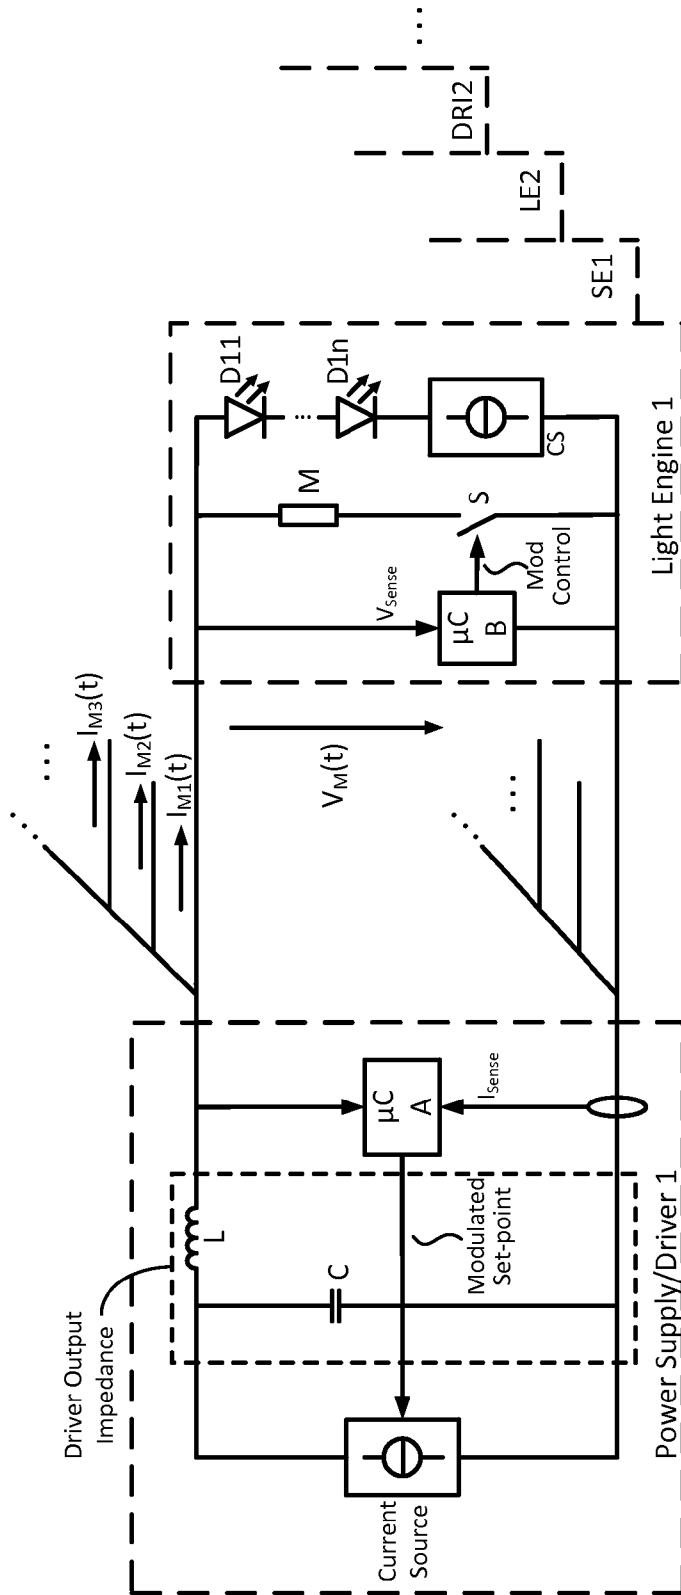 Driver Output
Impedance
L
C
Current
Source
Modulated
Set-point
µC
A
I_Sense
Power Supply/Driver 1
I_M1(t)
I_M2(t)
I_M3(t)
...
...
V_M(t)
...
...
V_Sense
µC
B
Mod
Control
M
S
D11
...
D1n
CS
Light Engine 1
SE1
LE2
DRI2
...